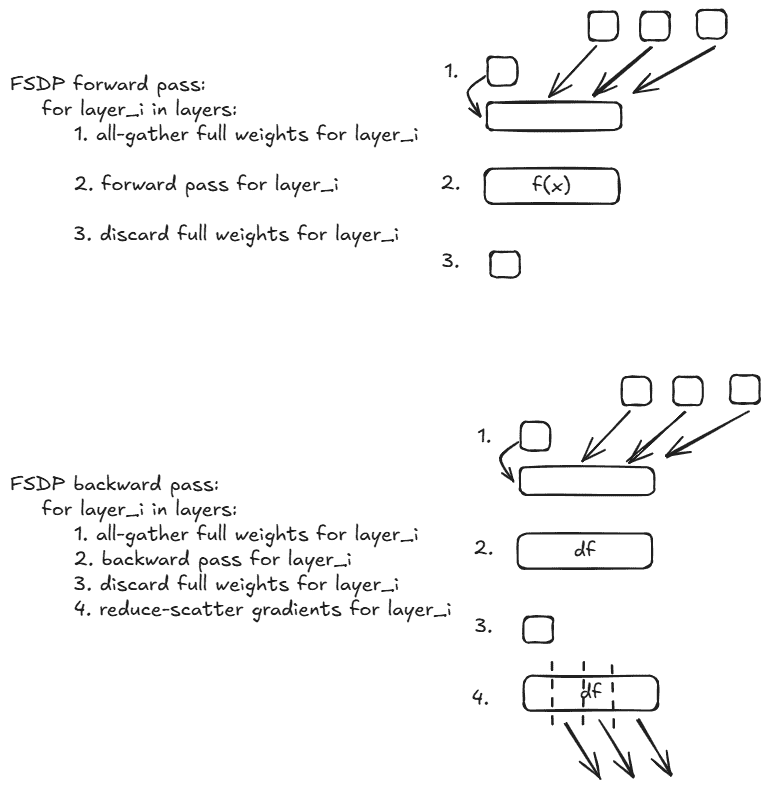 FSDP forward pass:
for layer_i in layers:
1. all-gather full weights for layer_i
2. forward pass for layer_i
3. discard full weights for layer_i
1.
2. f(x)
3.
FSDP backward pass:
for layer_i in layers:
1. all-gather full weights for layer_i
2. backward pass for layer_i
3. discard full weights for layer_i
4. reduce-scatter gradients for layer_i
1.
2. df
3.
4. df